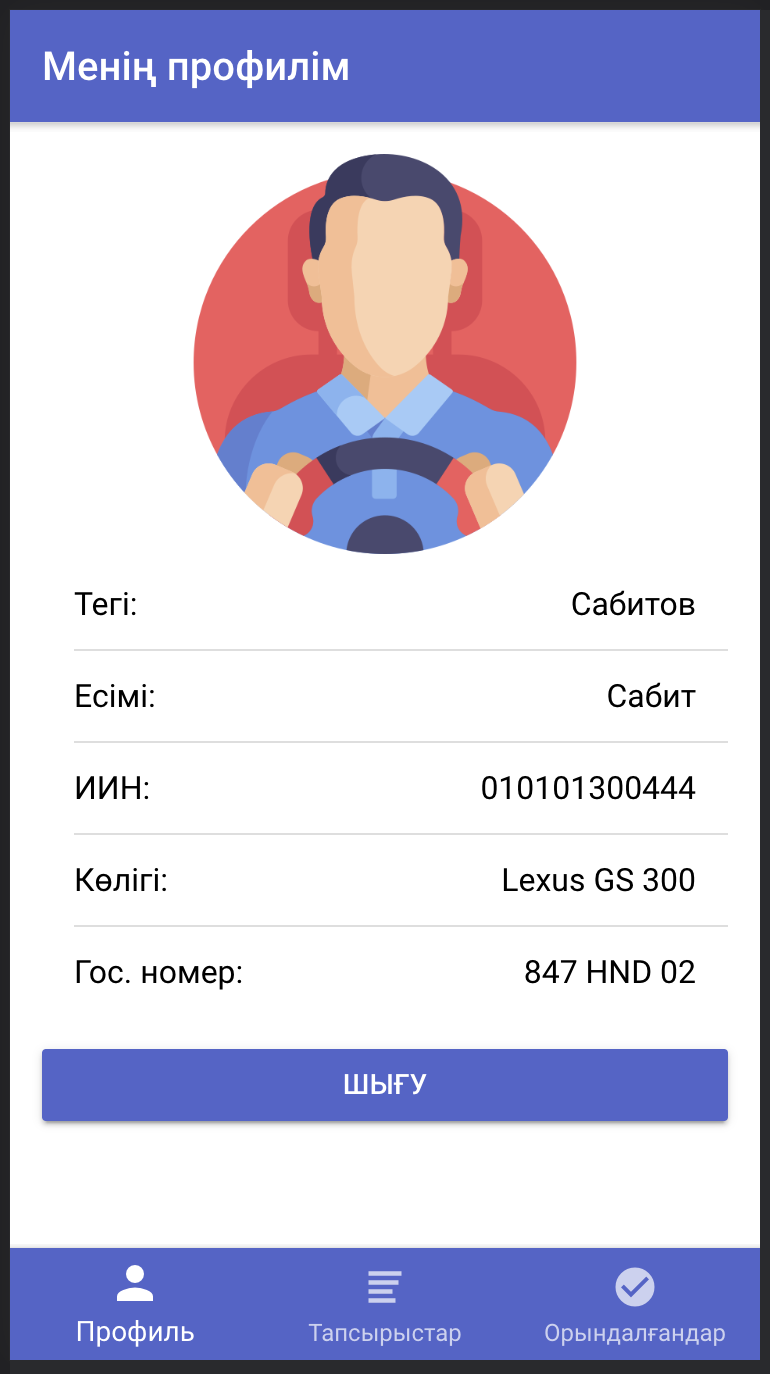 Менің профилім
Тегі: Сабитов
Есімі: Сабит
ИИН: 010101300444
Көлігі: Lexus GS 300
Гос. номер: 847 HND 02
ШЫҒУ
Профиль Тапсырыстар Орындалғандар